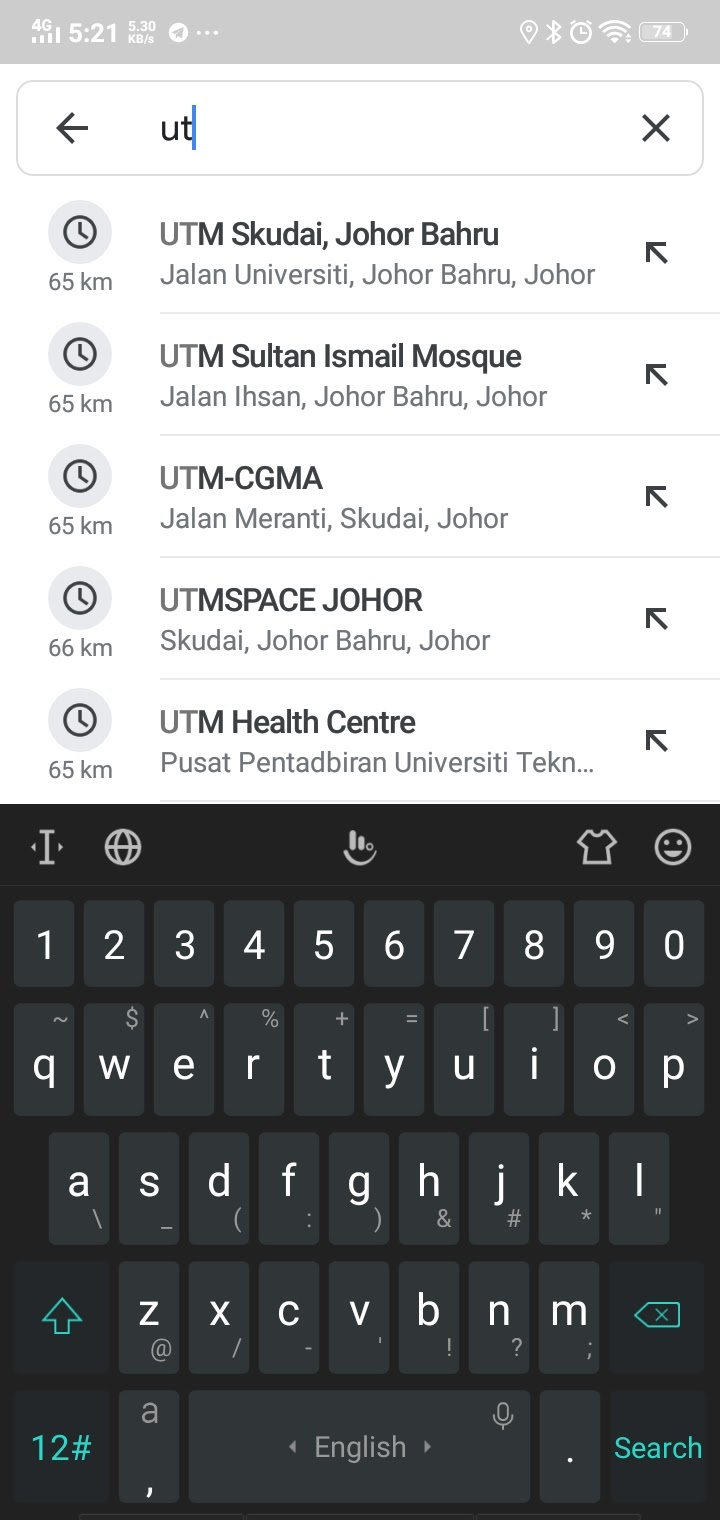 4G 5:21 5.30 KB/s ... 74
ut
UTM Skudai, Johor Bahru
Jalan Universiti, Johor Bahru, Johor
65 km
UTM Sultan Ismail Mosque
Jalan Ihsan, Johor Bahru, Johor
65 km
UTM-CGMA
Jalan Meranti, Skudai, Johor
65 km
UTMSPACE JOHOR
Skudai, Johor Bahru, Johor
66 km
UTM Health Centre
Pusat Pentadbiran Universiti Tekn...
65 km
1 2 3 4 5 6 7 8 9 0
~ $ ^ % + = [ ] < >
q w e r t y u i o p
a s d f g h j k l
\ _ ( : ) & # * "
z x c v b n m
@ / - ' ! ? ;
12# a , English . Search